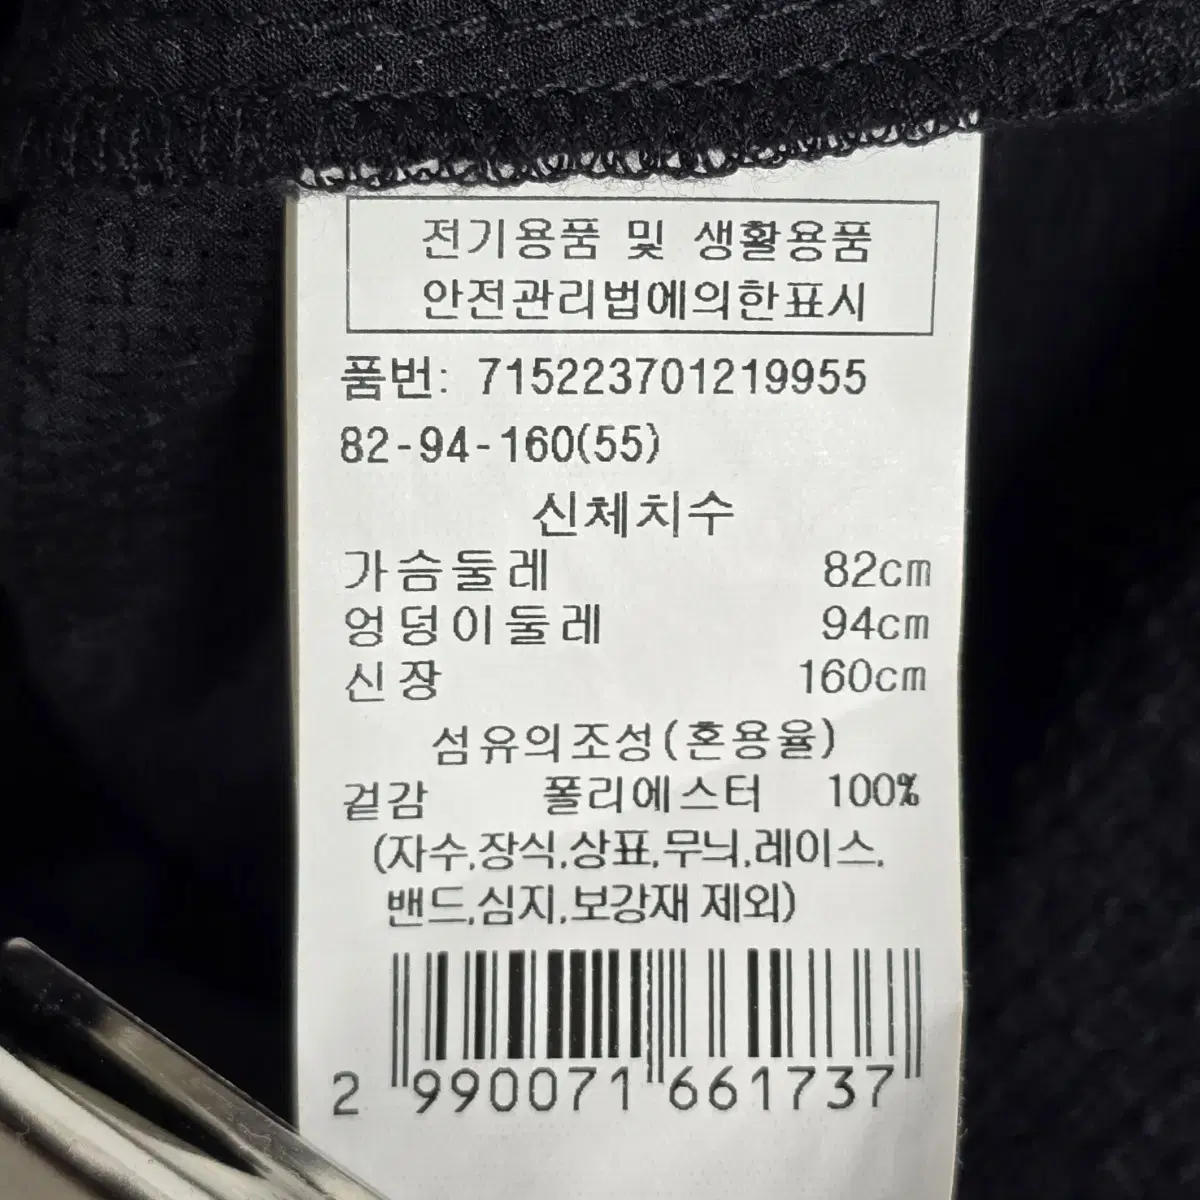 전기용품 및 생활용품
안전관리법에의한표시
품번: 715223701219955
82-94-160(55)
신체치수
가슴둘레 82cm
엉덩이둘레 94cm
신장 160cm
섬유의조성(혼용율)
겉감 폴리에스터 100%
(자수,장식,상표,무늬,레이스,
밴드,심지,보강재 제외)
2 990071 661737